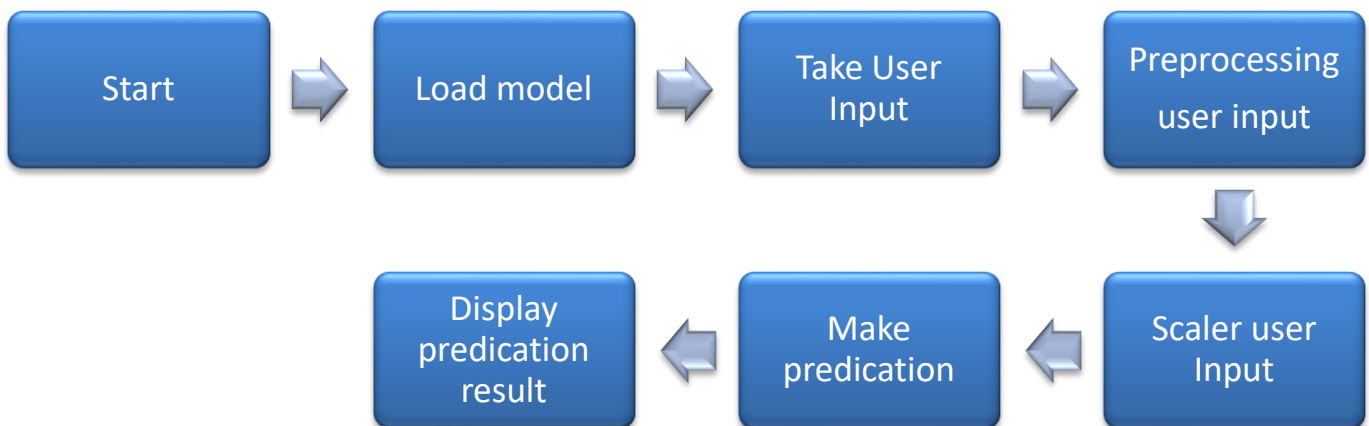 Start
Load model
Take User
Input
Preprocessing
user input
Scaler user
Input
Make
predication
Display
predication
result